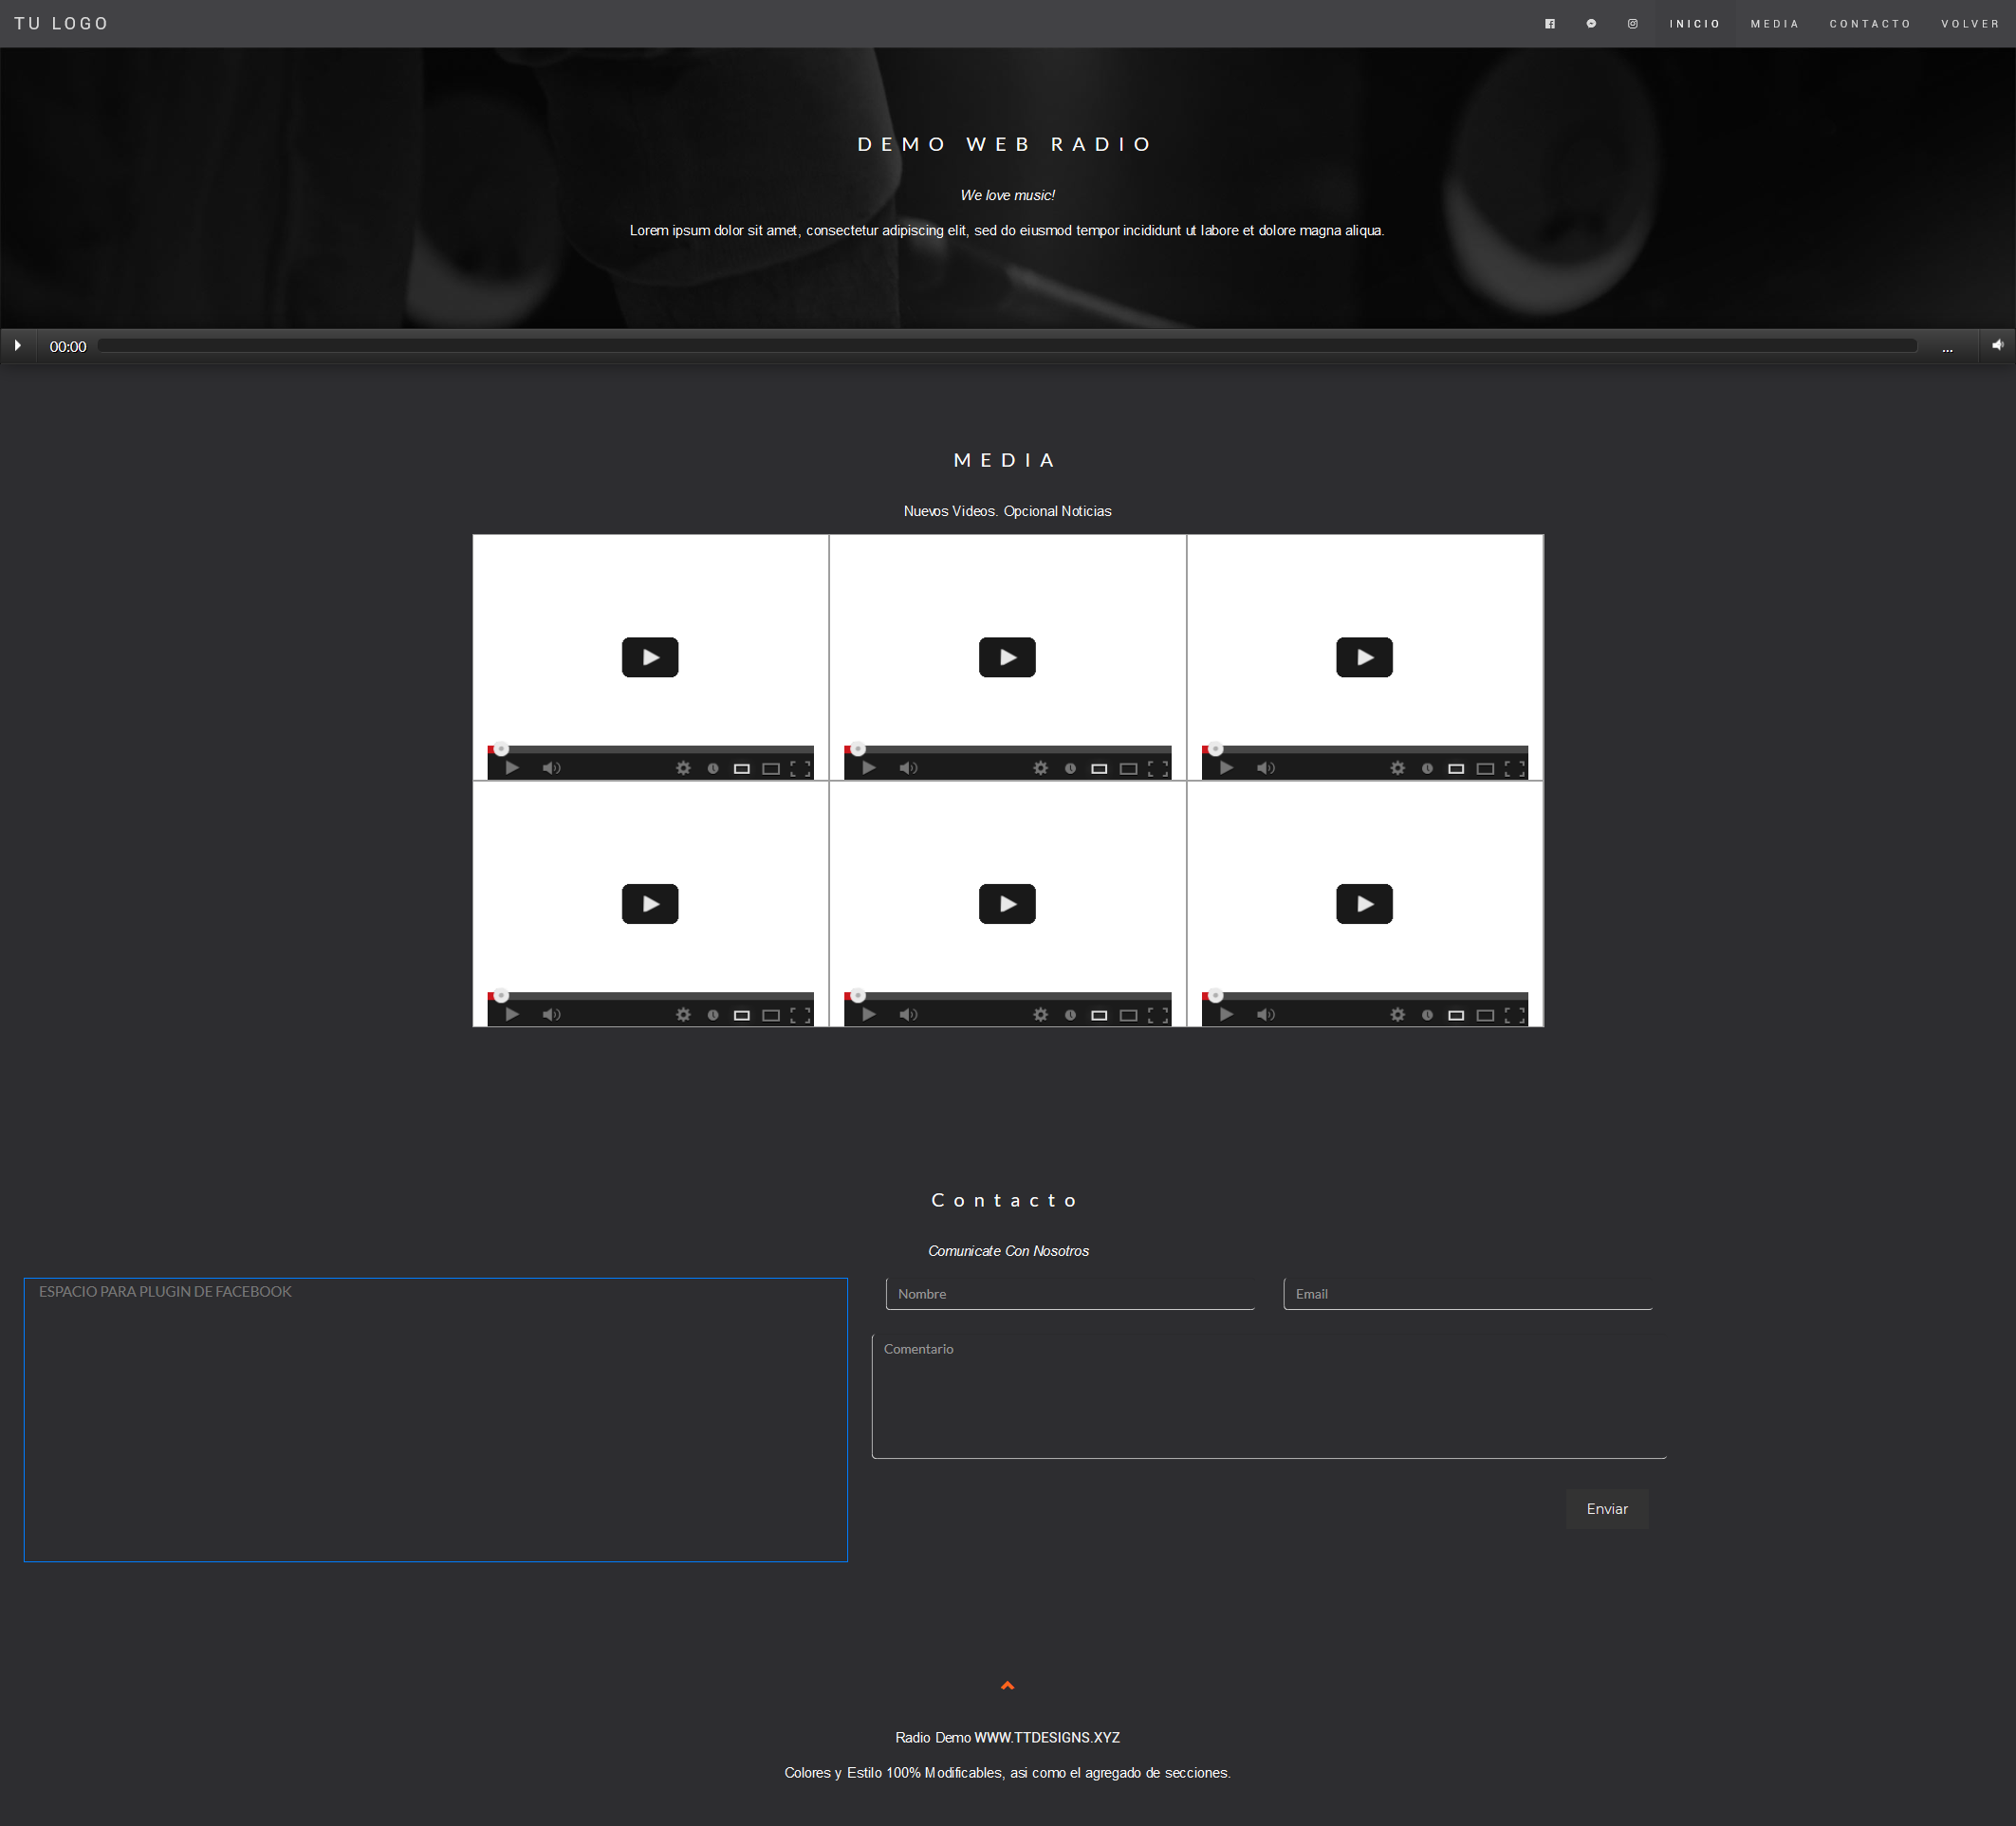 TU LOGO
INICIO MEDIA CONTACTO VOLVER
DEMO WEB RADIO
We love music!
Lorem ipsum dolor sit amet, consectetur adipiscing elit, sed do eiusmod tempor incididunt ut labore et dolore magna aliqua.
00:00 ...
MEDIA
Nuevos Videos. Opcional Noticias
Contacto
Comunicate Con Nosotros
ESPACIO PARA PLUGIN DE FACEBOOK
Nombre Email
Comentario
Enviar
Radio Demo WWW.TTDESIGNS.XYZ
Colores y Estilo 100% Modificables, asi como el agregado de secciones.